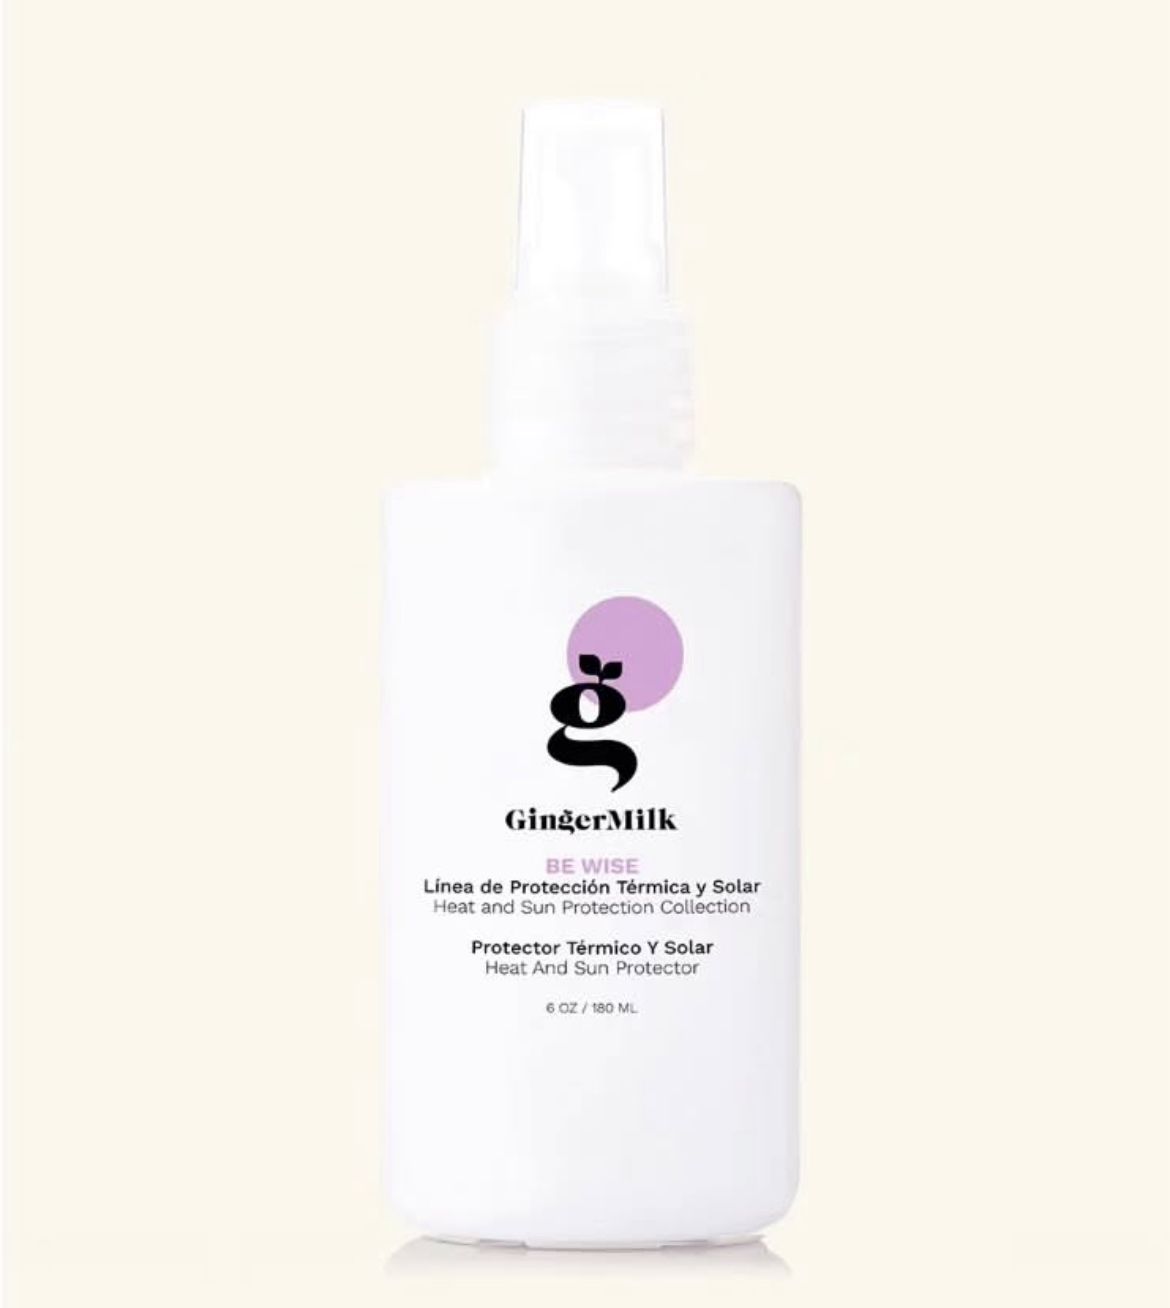 g
GingerMilk
BE WISE
Línea de Protección Térmica y Solar
Heat and Sun Protection Collection
Protector Térmico Y Solar
Heat And Sun Protector
6 OZ / 180 ML